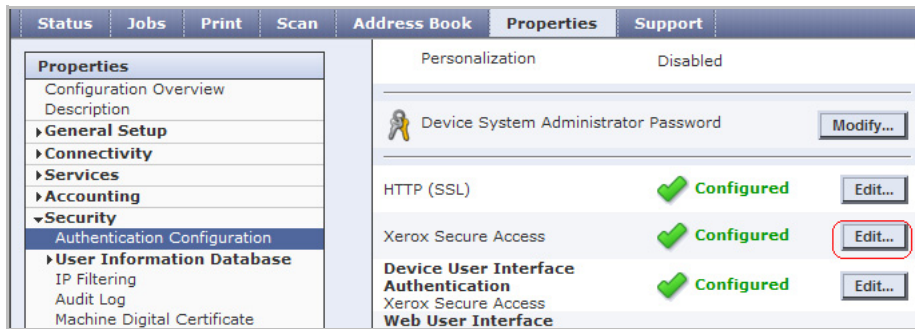 Status Jobs Print Scan Address Book Properties Support
Properties
Configuration Overview
Description
General Setup
Connectivity
Services
Accounting
Security
Authentication Configuration
User Information Database
IP Filtering
Audit Log
Machine Digital Certificate
Personalization Disabled
Device System Administrator Password Modify...
HTTP (SSL) Configured Edit...
Xerox Secure Access Configured Edit...
Device User Interface
Authentication Configured Edit...
Xerox Secure Access
Web User Interface